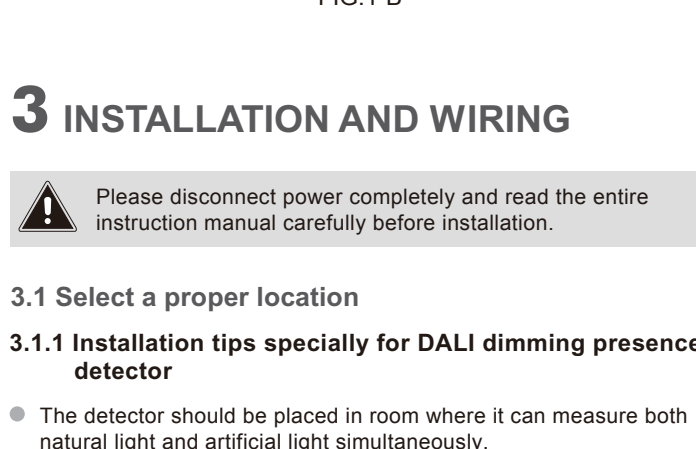 FIG.1-B
3 INSTALLATION AND WIRING
Please disconnect power completely and read the entire
instruction manual carefully before installation.
3.1 Select a proper location
3.1.1 Installation tips specially for DALI dimming presence
detector
The detector should be placed in room where it can measure both
natural light and artificial light simultaneously.